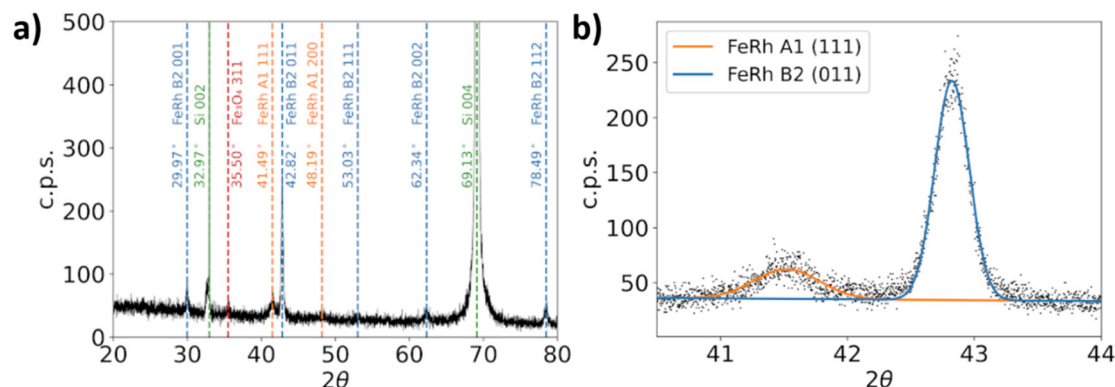 a)
500
400
300
200
100
0
c.p.s.
20
30
40
50
60
70
80
2θ
29.97° FeRh B2 001
32.97° Si 002
35.50° Fe₃O₄ 311
41.49° FeRh A1 111
42.82° FeRh B2 011
48.19° FeRh A1 200
53.03° FeRh B2 111
62.34° FeRh B2 002
69.13° Si 004
78.49° FeRh B2 112
b)
FeRh A1 (111)
FeRh B2 (011)
250
200
150
100
50
c.p.s.
41
42
43
44
2θ